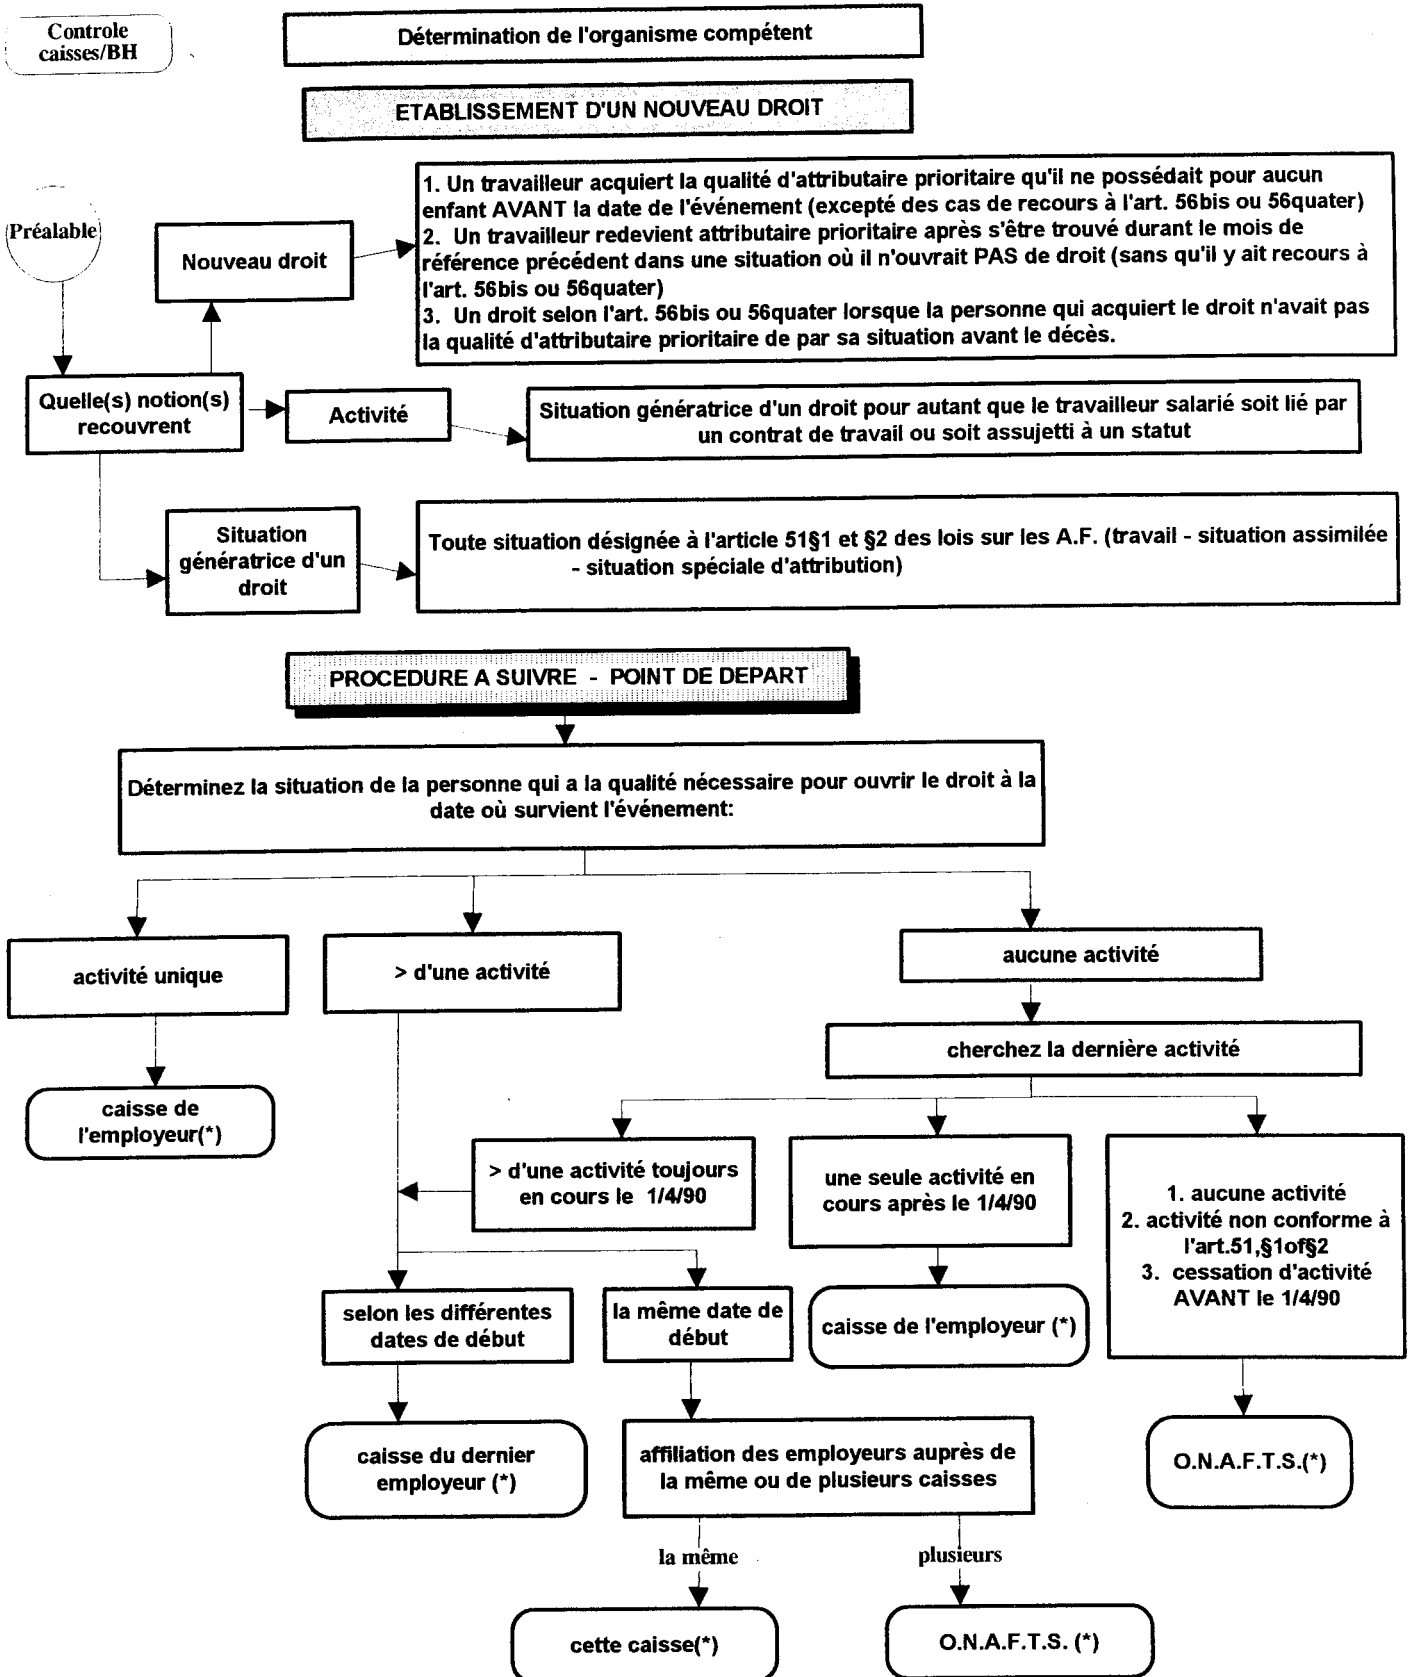 Controle
caisses/BH
Détermination de l'organisme compétent
ETABLISSEMENT D'UN NOUVEAU DROIT
Préalable
Nouveau droit
1. Un travailleur acquiert la qualité d'attributaire prioritaire qu'il ne possédait pour aucun
enfant AVANT la date de l'événement (excepté des cas de recours à l'art. 56bis ou 56quater)
2. Un travailleur redevient attributaire prioritaire après s'être trouvé durant le mois de
référence précédent dans une situation où il n'ouvrait PAS de droit (sans qu'il y ait recours à
l'art. 56bis ou 56quater)
3. Un droit selon l'art. 56bis ou 56quater lorsque la personne qui acquiert le droit n'avait pas
la qualité d'attributaire prioritaire de par sa situation avant le décès.
Quelle(s) notion(s)
recouvrent
Activité
Situation génératrice d'un droit pour autant que le travailleur salarié soit lié par
un contrat de travail ou soit assujetti à un statut
Situation
génératrice d'un
droit
Toute situation désignée à l'article 51§1 et §2 des lois sur les A.F. (travail - situation assimilée
- situation spéciale d'attribution)
PROCEDURE A SUIVRE - POINT DE DEPART
Déterminez la situation de la personne qui a la qualité nécessaire pour ouvrir le droit à la
date où survient l'événement:
activité unique
> d'une activité
aucune activité
cherchez la dernière activité
caisse de
l'employeur(*)
> d'une activité toujours
en cours le 1/4/90
une seule activité en
cours après le 1/4/90
1. aucune activité
2. activité non conforme à
l'art.51,§1of§2
3. cessation d'activité
AVANT le 1/4/90
selon les différentes
dates de début
la même date de
début
caisse de l'employeur (*)
caisse du dernier
employeur (*)
affiliation des employeurs auprès de
la même ou de plusieurs caisses
O.N.A.F.T.S.(*)
la même
plusieurs
cette caisse(*)
O.N.A.F.T.S. (*)